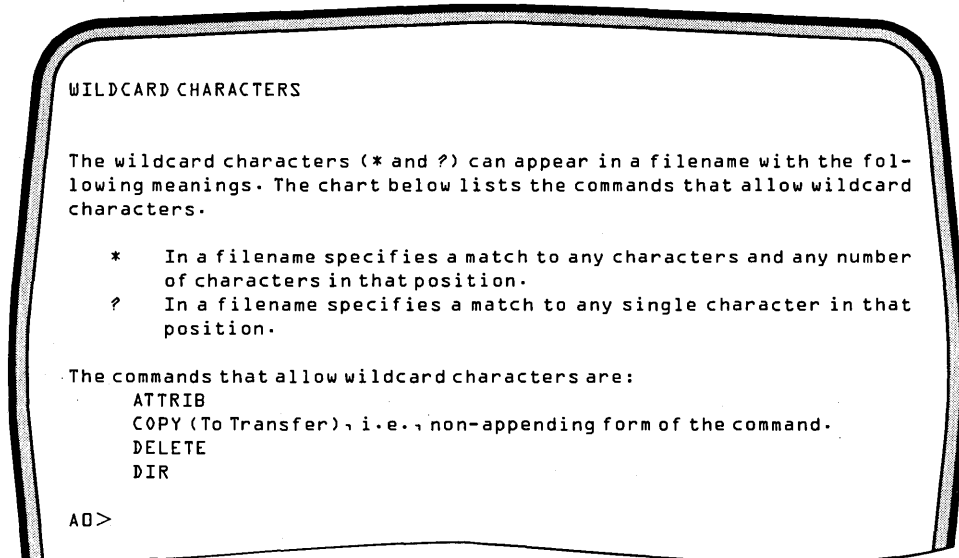 WILDCARD CHARACTERS
The wildcard characters (* and ?) can appear in a filename with the fol-
lowing meanings. The chart below lists the commands that allow wildcard
characters.
* In a filename specifies a match to any characters and any number
of characters in that position.
? In a filename specifies a match to any single character in that
position.
The commands that allow wildcard characters are:
ATTRIB
COPY (To Transfer), i.e., non-appending form of the command.
DELETE
DIR
A0>